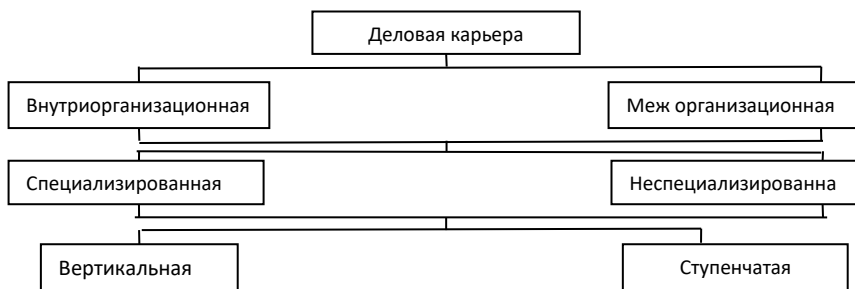 Деловая карьера
Внутриорганизационная
Меж организационная
Специализированная
Неспециализированна
Вертикальная
Ступенчатая